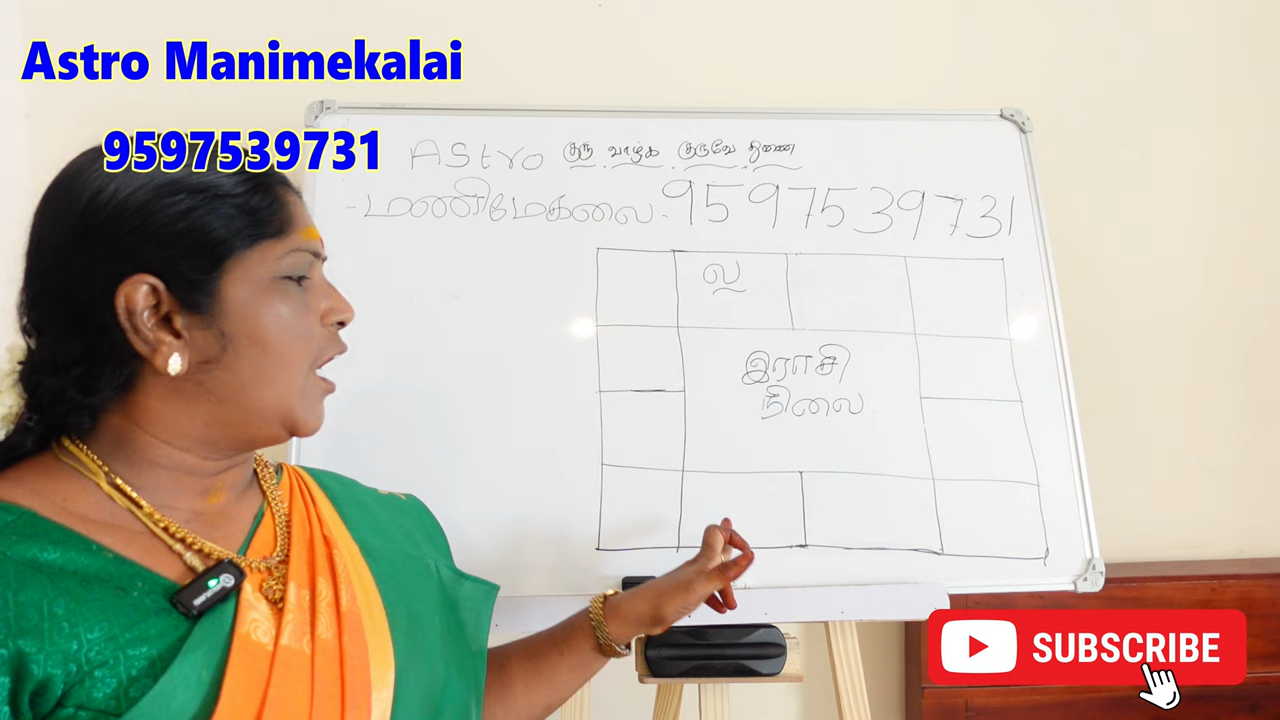 Astro Manimekalai
9597539731
Astro குரு வாழ்க குருவே துணை
-மணிமேகலை- 9597539731
ல
இராசி
நிலை
SUBSCRIBE